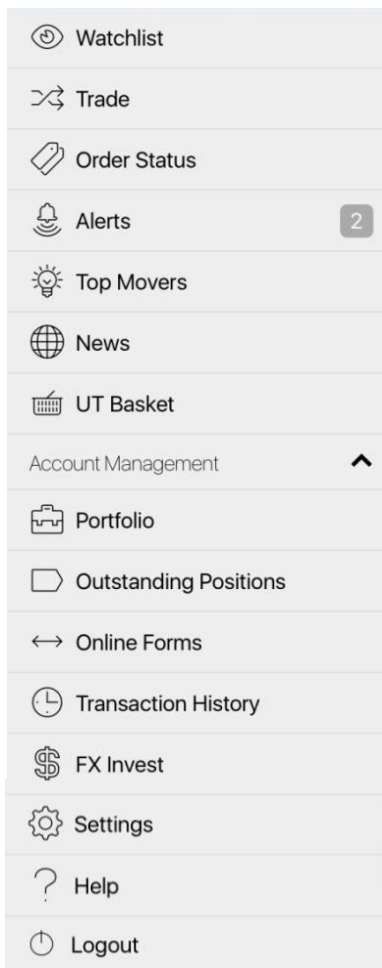 Watchlist
Trade
Order Status
Alerts 2
Top Movers
News
UT Basket
Account Management
Portfolio
Outstanding Positions
Online Forms
Transaction History
FX Invest
Settings
Help
Logout